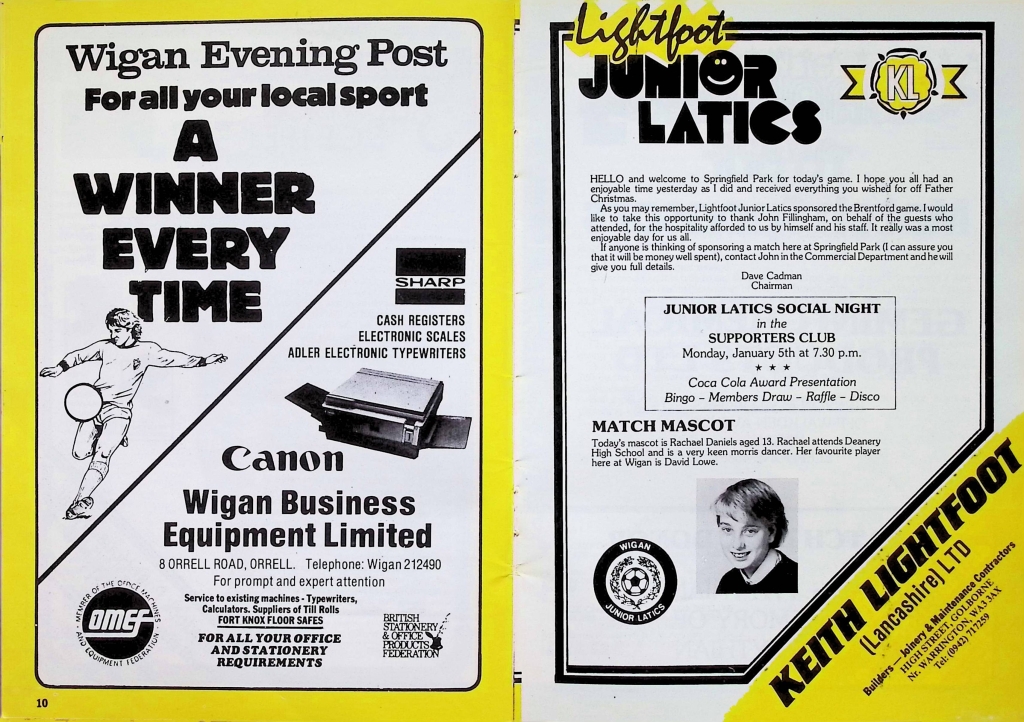 Wigan Evening Post
For all your local sport
A
WINNER
EVERY
TIME
SHARP
CASH REGISTERS
ELECTRONIC SCALES
ADLER ELECTRONIC TYPEWRITERS
Canon
Wigan Business
Equipment Limited
8 ORRELL ROAD, ORRELL. Telephone: Wigan 212490
For prompt and expert attention
Service to existing machines - Typewriters,
Calculators. Suppliers of Till Rolls
FORT KNOX FLOOR SAFES
FOR ALL YOUR OFFICE
AND STATIONERY
REQUIREMENTS
MEMBER OF THE OFFICE MACHINES
omef
AND EQUIPMENT FEDERATION
BRITISH
STATIONERY
& OFFICE
PRODUCTS
FEDERATION
10
Lightfoot
JUNIOR
LATICS
KL
HELLO and welcome to Springfield Park for today's game. I hope you all had an
enjoyable time yesterday as I did and received everything you wished for off Father
Christmas.
As you may remember, Lightfoot Junior Latics sponsored the Brentford game. I would
like to take this opportunity to thank John Fillingham, on behalf of the guests who
attended, for the hospitality afforded to us by himself and his staff. It really was a most
enjoyable day for us all.
If anyone is thinking of sponsoring a match here at Springfield Park (I can assure you
that it will be money well spent), contact John in the Commercial Department and he will
give you full details.
Dave Cadman
Chairman
JUNIOR LATICS SOCIAL NIGHT
in the
SUPPORTERS CLUB
Monday, January 5th at 7.30 p.m.
★ ★ ★
Coca Cola Award Presentation
Bingo – Members Draw – Raffle – Disco
MATCH MASCOT
Today's mascot is Rachael Daniels aged 13. Rachael attends Deanery
High School and is a very keen morris dancer. Her favourite player
here at Wigan is David Lowe.
WIGAN
JUNIOR LATICS
KEITH LIGHTFOOT
(Lancashire) LTD
Builders — Joinery & Maintenance Contractors
HIGH STREET, GOLBORNE
Nr. WARRINGTON, WA3 3AX
Tel: (0942) 717259